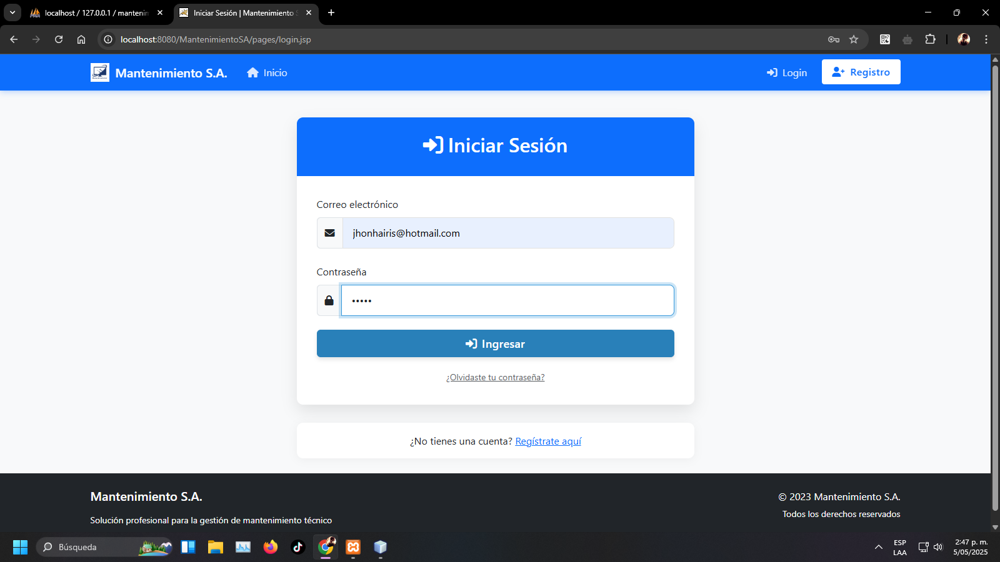 localhost / 127.0.0.1 / mantenin
Iniciar Sesión | Mantenimiento S
localhost:8080/MantenimientoSA/pages/login.jsp
Mantenimiento S.A.
Inicio
Login
Registro
Iniciar Sesión
Correo electrónico
jhonhairis@hotmail.com
Contraseña
•••••
Ingresar
¿Olvidaste tu contraseña?
¿No tienes una cuenta? Regístrate aquí
Mantenimiento S.A.
© 2023 Mantenimiento S.A.
Solución profesional para la gestión de mantenimiento técnico
Todos los derechos reservados
Búsqueda
ESP
LAA
2:47 p. m.
5/05/2025